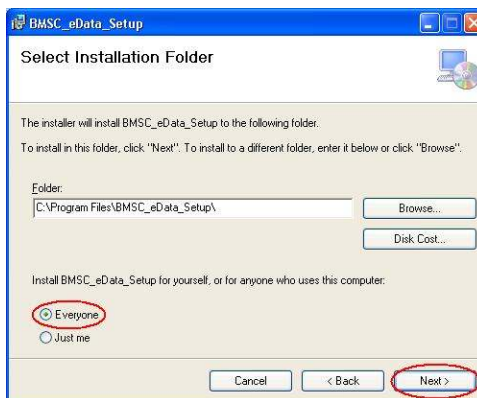 BMSC_eData_Setup
Select Installation Folder
The installer will install BMSC_eData_Setup to the following folder.
To install in this folder, click "Next". To install to a different folder, enter it below or click "Browse".
Folder:
C:\Program Files\BMSC_eData_Setup\
Browse...
Disk Cost...
Install BMSC_eData_Setup for yourself, or for anyone who uses this computer:
Everyone
Just me
Cancel < Back Next >